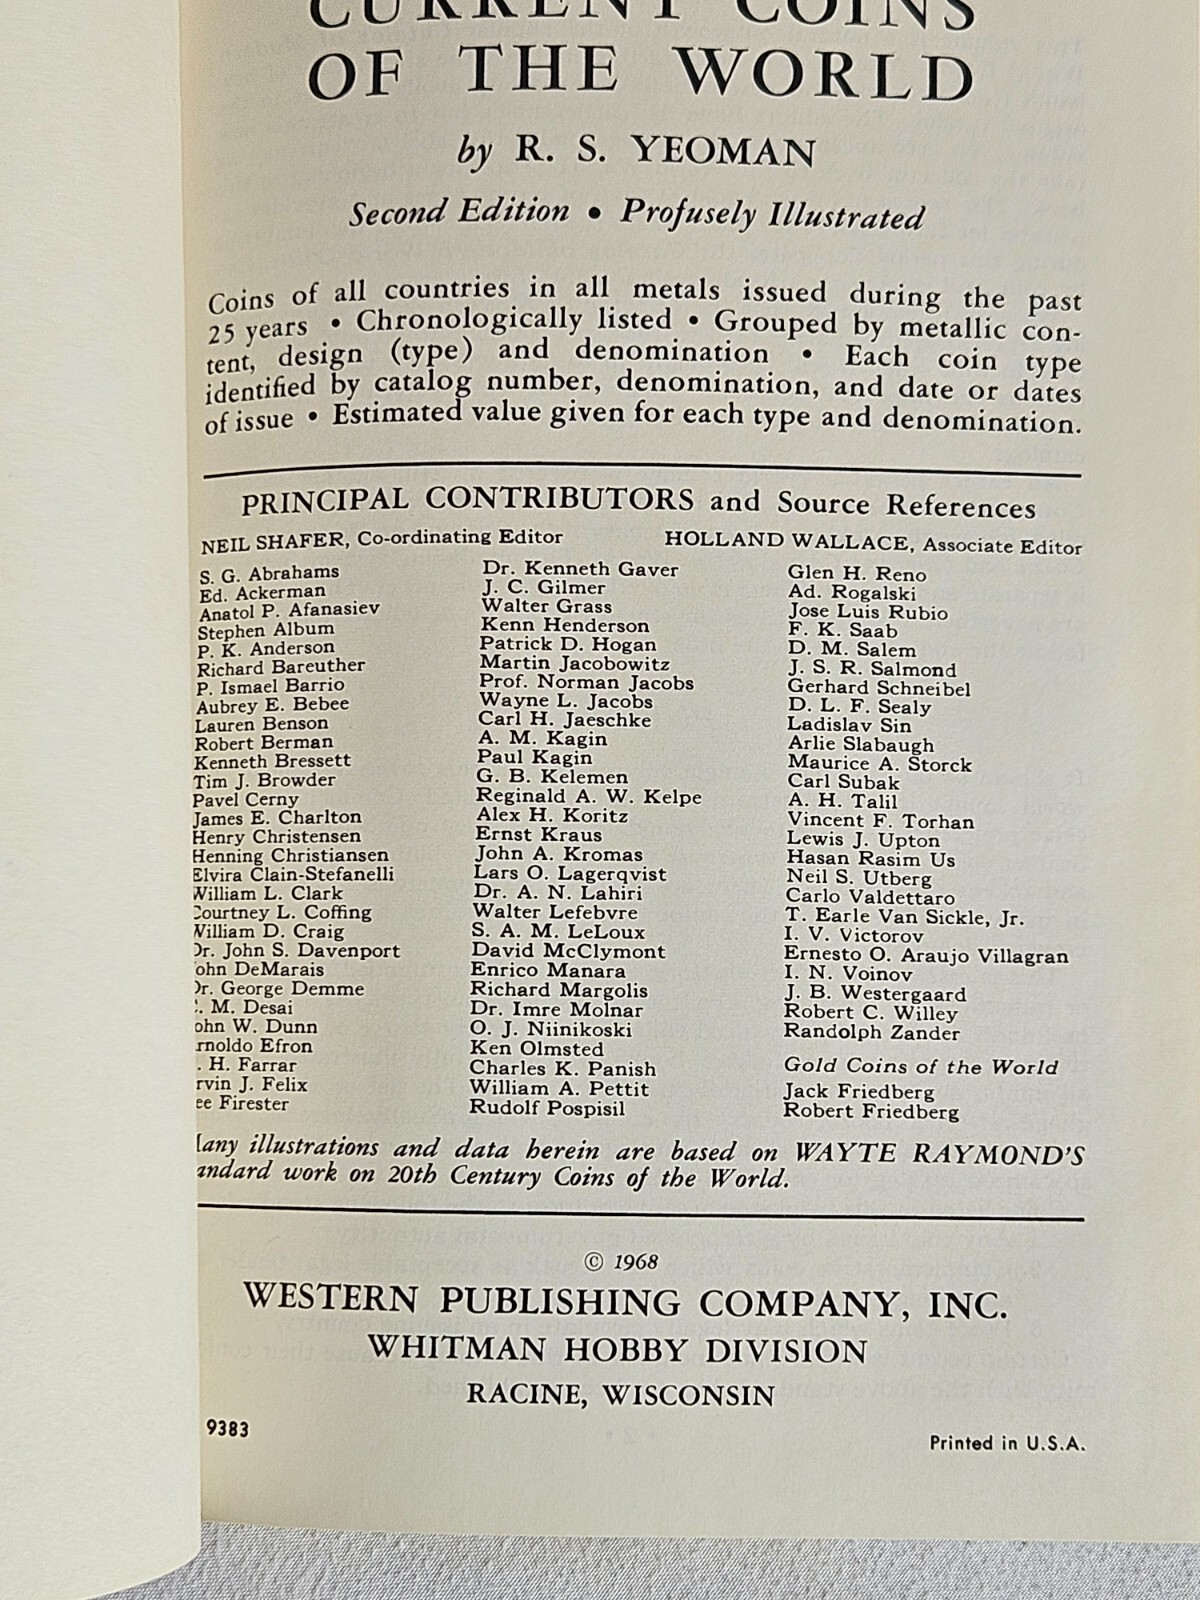 CURRENT COINS
OF THE WORLD
by R. S. YEOMAN
Second Edition • Profusely Illustrated
Coins of all countries in all metals issued during the past
25 years • Chronologically listed • Grouped by metallic con-
tent, design (type) and denomination • Each coin type
identified by catalog number, denomination, and date or dates
of issue • Estimated value given for each type and denomination.
PRINCIPAL CONTRIBUTORS and Source References
NEIL SHAFER, Co-ordinating Editor
HOLLAND WALLACE, Associate Editor
S. G. Abrahams
Ed. Ackerman
Anatol P. Afanasiev
Stephen Album
P. K. Anderson
Richard Bareuther
P. Ismael Barrio
Aubrey E. Bebee
Lauren Benson
Robert Berman
Kenneth Bressett
Tim J. Browder
Pavel Cerny
James E. Charlton
Henry Christensen
Henning Christiansen
Elvira Clain-Stefanelli
William L. Clark
Courtney L. Coffing
William D. Craig
Dr. John S. Davenport
ohn DeMarais
Dr. George Demme
. M. Desai
ohn W. Dunn
rnoldo Efron
. H. Farrar
rvin J. Felix
ee Firester
Dr. Kenneth Gaver
J. C. Gilmer
Walter Grass
Kenn Henderson
Patrick D. Hogan
Martin Jacobowitz
Prof. Norman Jacobs
Wayne L. Jacobs
Carl H. Jaeschke
A. M. Kagin
Paul Kagin
G. B. Kelemen
Reginald A. W. Kelpe
Alex H. Koritz
Ernst Kraus
John A. Kromas
Lars O. Lagerqvist
Dr. A. N. Lahiri
Walter Lefebvre
S. A. M. LeLoux
David McClymont
Enrico Manara
Richard Margolis
Dr. Imre Molnar
O. J. Niinikoski
Ken Olmsted
Charles K. Panish
William A. Pettit
Rudolf Pospisil
Glen H. Reno
Ad. Rogalski
Jose Luis Rubio
F. K. Saab
D. M. Salem
J. S. R. Salmond
Gerhard Schneibel
D. L. F. Sealy
Ladislav Sin
Arlie Slabaugh
Maurice A. Storck
Carl Subak
A. H. Talil
Vincent F. Torhan
Lewis J. Upton
Hasan Rasim Us
Neil S. Utberg
Carlo Valdettaro
T. Earle Van Sickle, Jr.
I. V. Victorov
Ernesto O. Araujo Villagran
I. N. Voinov
J. B. Westergaard
Robert C. Willey
Randolph Zander
Gold Coins of the World
Jack Friedberg
Robert Friedberg
Many illustrations and data herein are based on WAYTE RAYMOND'S
andard work on 20th Century Coins of the World.
© 1968
WESTERN PUBLISHING COMPANY, INC.
WHITMAN HOBBY DIVISION
RACINE, WISCONSIN
9383
Printed in U.S.A.